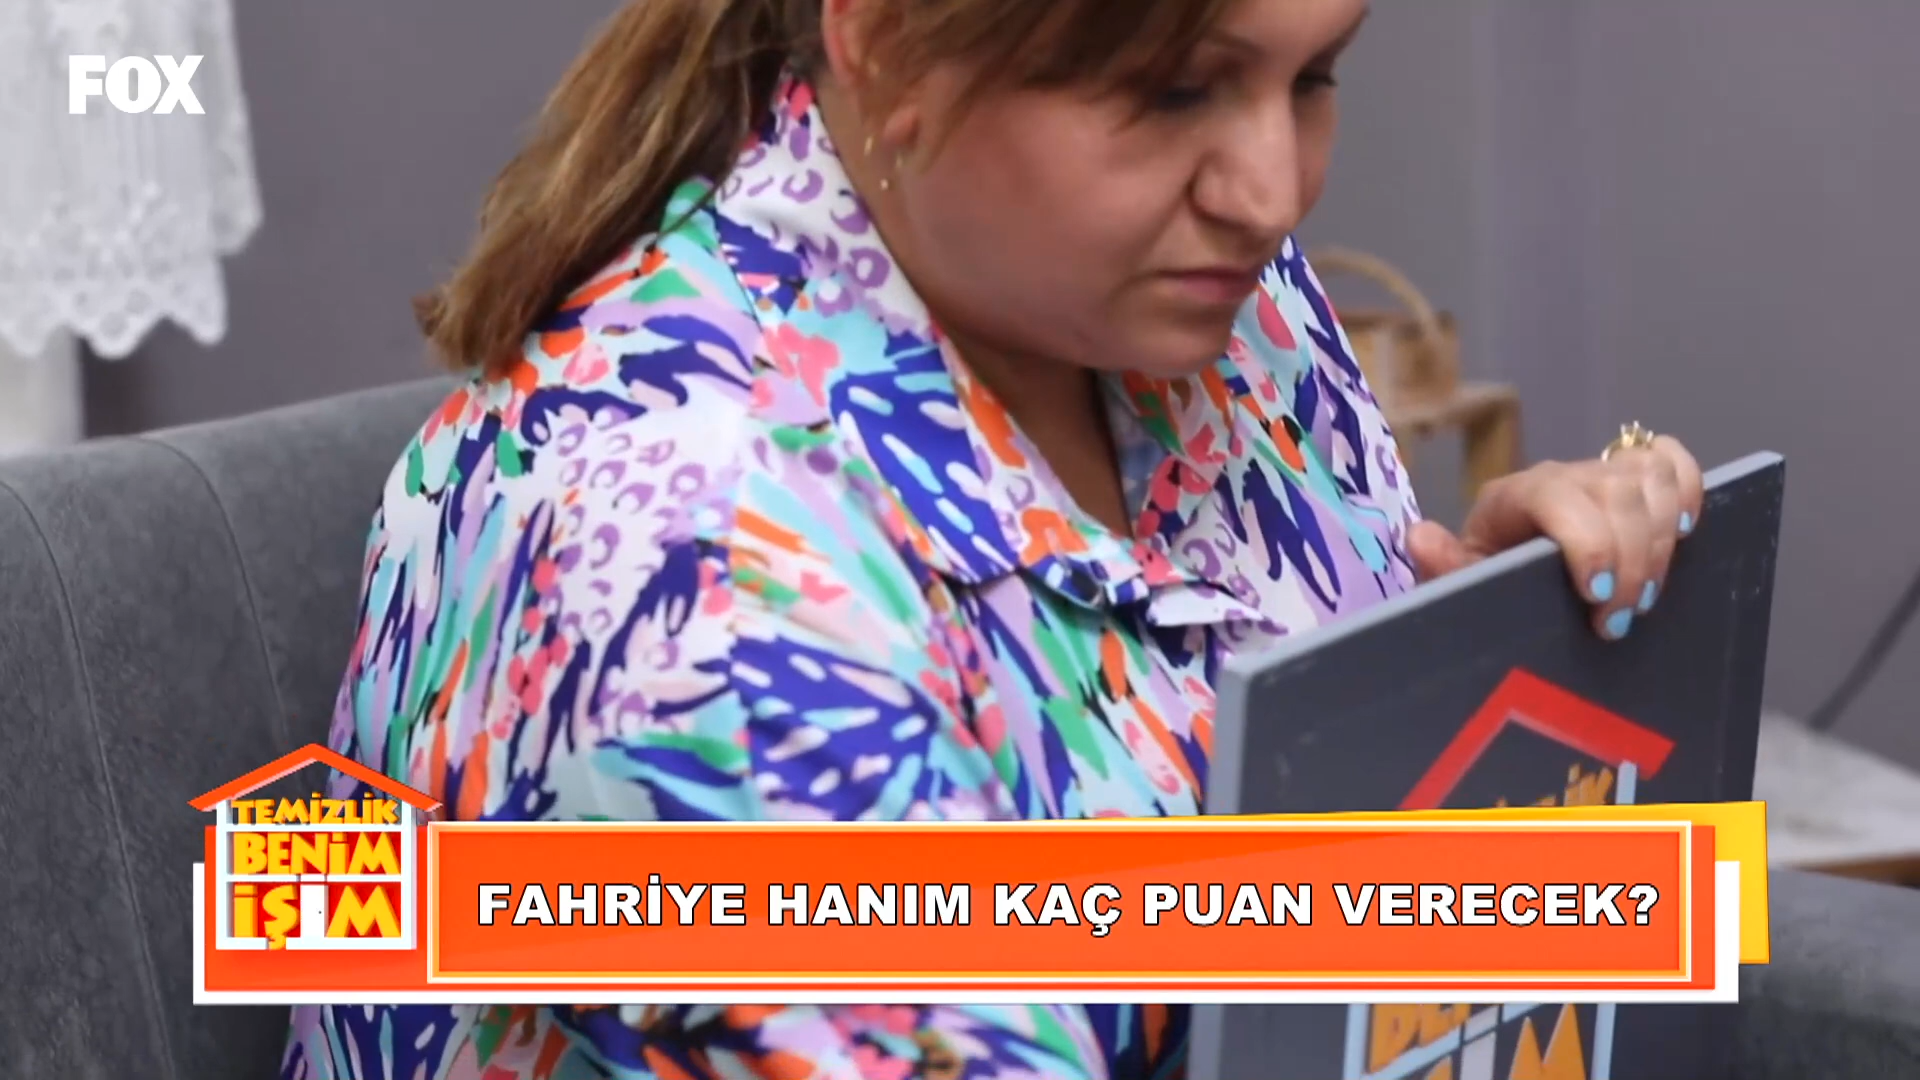 FOX
TEMİZLİK
BENİM
İŞİM
FAHRİYE HANIM KAÇ PUAN VERECEK?